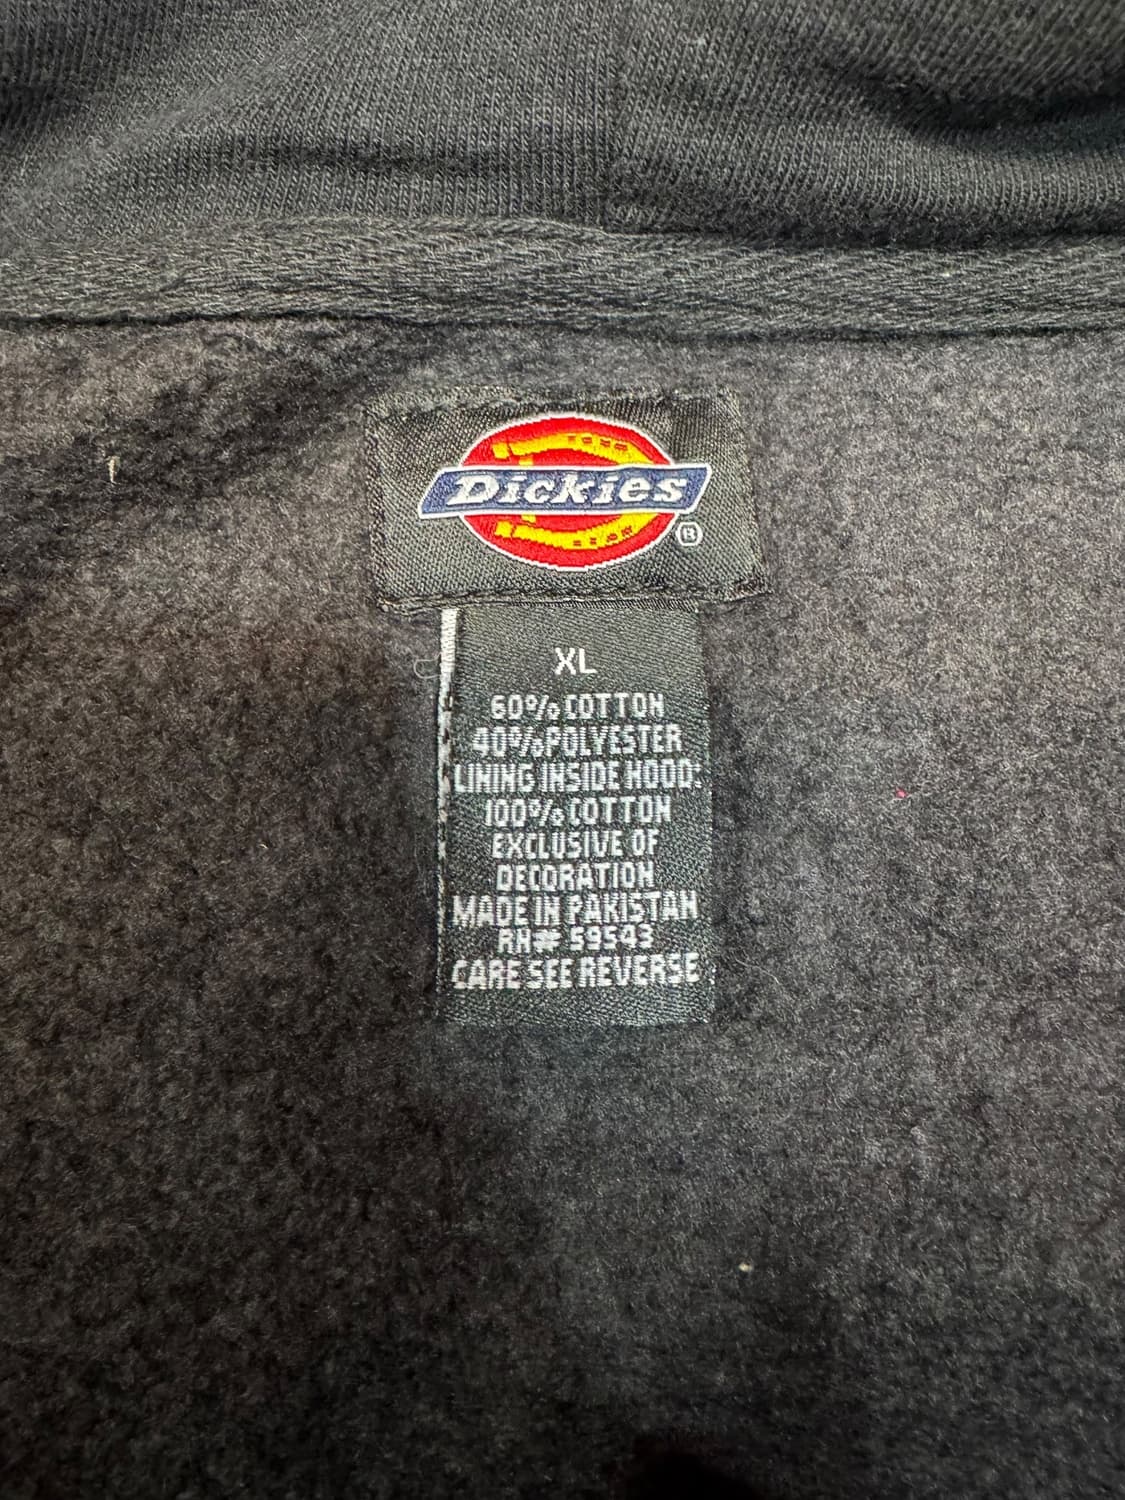 Dickies
®
XL
60% COTTON
40% POLYESTER
LINING INSIDE HOOD:
100% COTTON
EXCLUSIVE OF
DECORATION
MADE IN PAKISTAN
RN# 59543
CARE SEE REVERSE